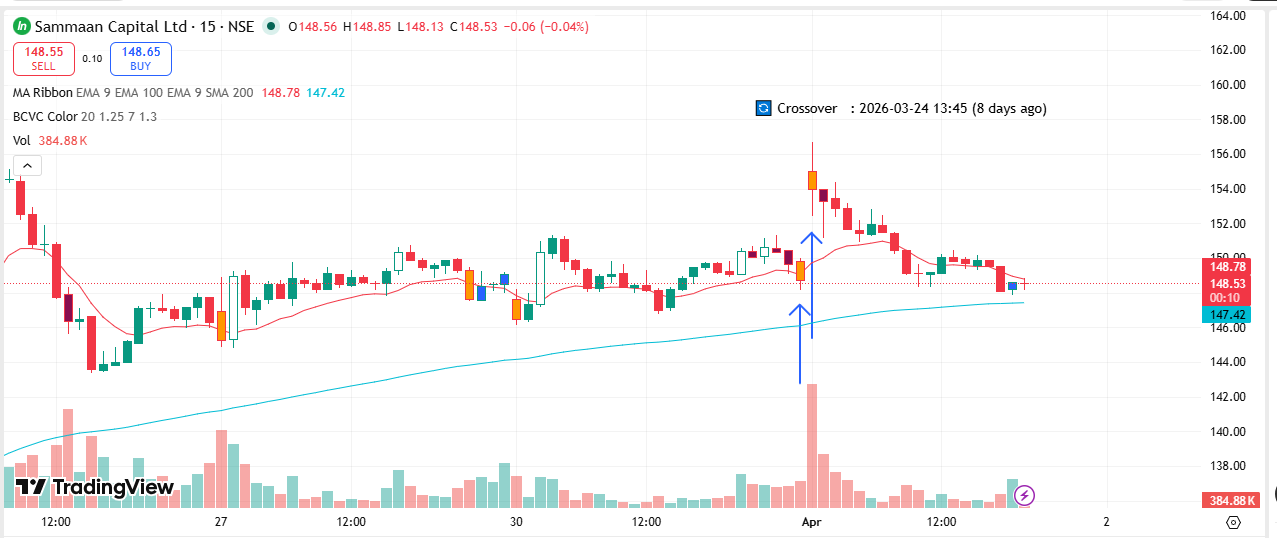 Sammaan Capital Ltd · 15 · NSE O148.56 H148.85 L148.13 C148.53 −0.06 (−0.04%)
148.55 SELL 0.10 148.65 BUY
MA Ribbon EMA 9 EMA 100 EMA 9 SMA 200 148.78 147.42
BCVC Color 20 1.25 7 1.3
Vol 384.88K
Crossover : 2026-03-24 13:45 (8 days ago)
164.00
162.00
160.00
158.00
156.00
154.00
152.00
150.00
148.78
148.53
00:10
147.42
146.00
144.00
142.00
140.00
138.00
384.88K
TradingView
12:00 27 12:00 30 12:00 Apr 12:00 2